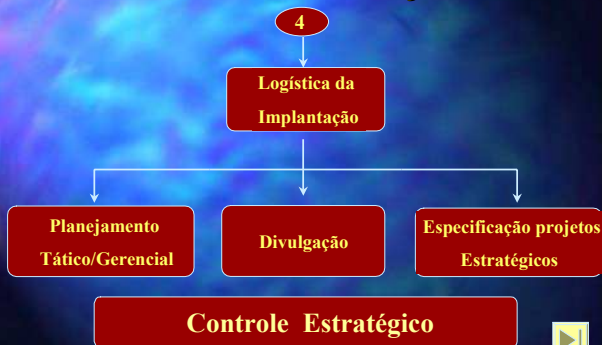 4
Logística da
Implantação
Planejamento
Tático/Gerencial
Divulgação
Especificação projetos
Estratégicos
Controle Estratégico